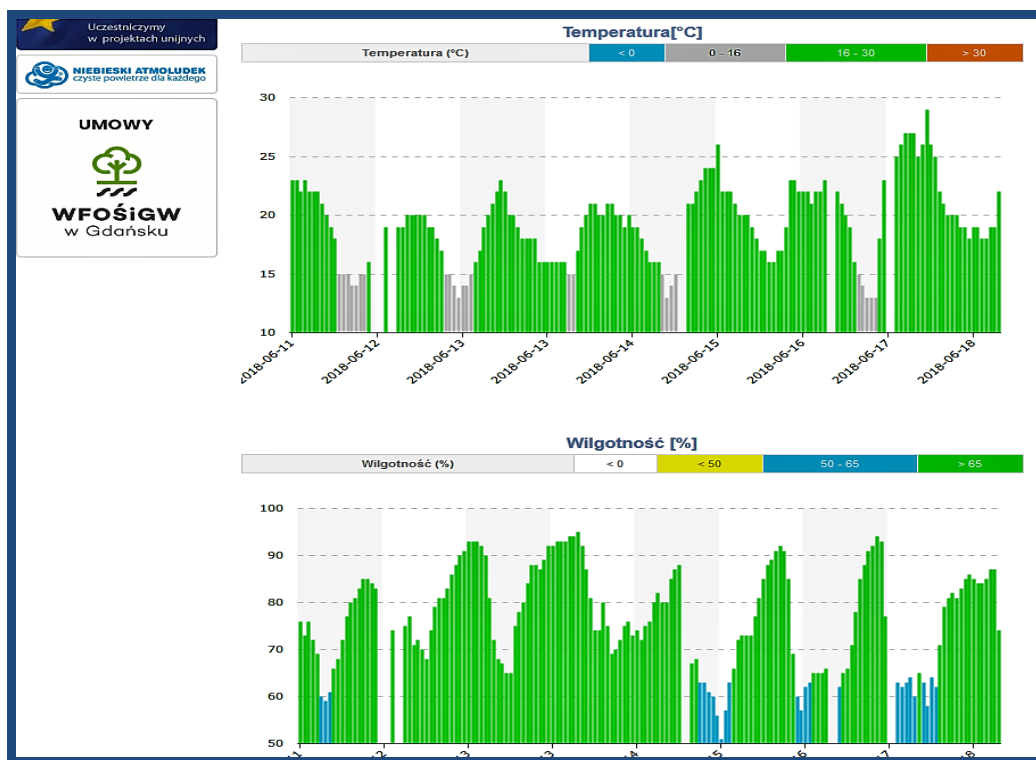 Uczestniczymy
w projektach unijnych
NIEBIESKI ATMOLUDEK
czyste powietrze dla każdego
UMOWY
WFOŚiGW
w Gdańsku
Temperatura[°C]
Temperatura (°C) < 0 0 - 16 16 - 30 > 30
30
25
20
15
10
2018-06-11 2018-06-12 2018-06-13 2018-06-13 2018-06-14 2018-06-15 2018-06-16 2018-06-17 2018-06-18
Wilgotność [%]
Wilgotność (%) < 0 < 50 50 - 65 > 65
100
90
80
70
60
50